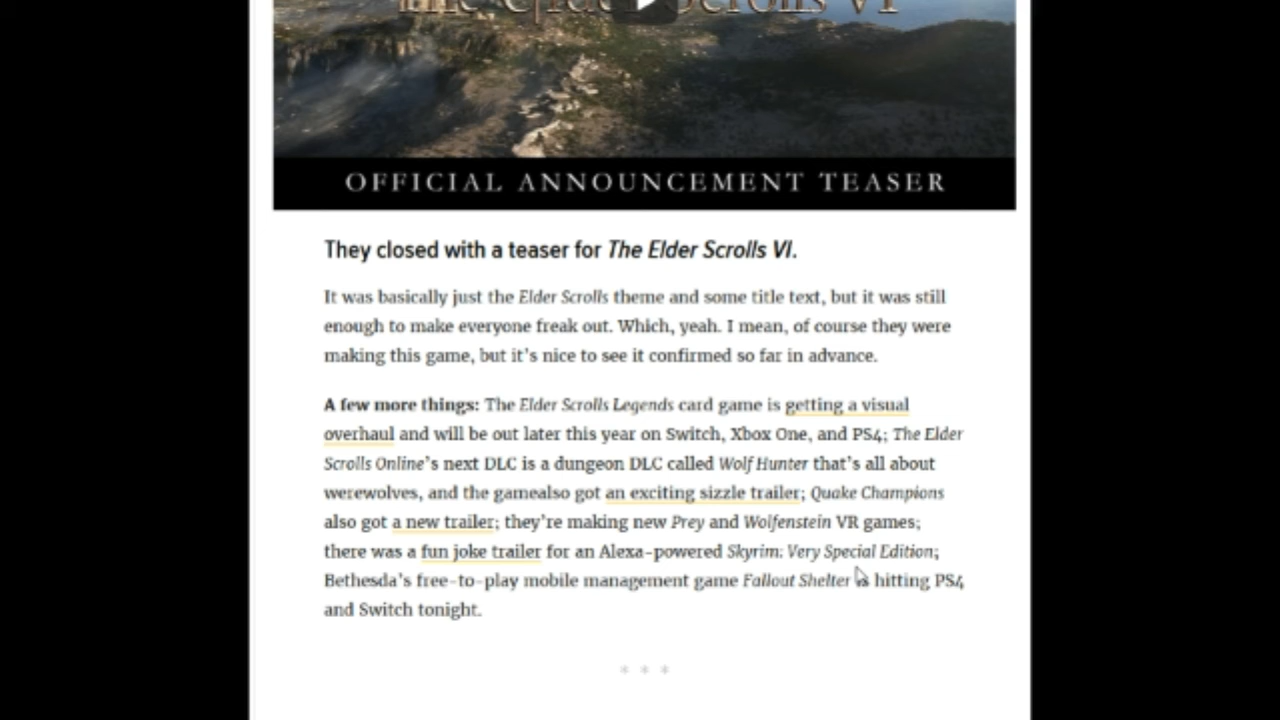 The Elder Scrolls VI
OFFICIAL ANNOUNCEMENT TEASER
They closed with a teaser for The Elder Scrolls VI.
It was basically just the Elder Scrolls theme and some title text, but it was still
enough to make everyone freak out. Which, yeah. I mean, of course they were
making this game, but it's nice to see it confirmed so far in advance.
A few more things: The Elder Scrolls Legends card game is getting a visual
overhaul and will be out later this year on Switch, Xbox One, and PS4; The Elder
Scrolls Online's next DLC is a dungeon DLC called Wolf Hunter that's all about
werewolves, and the gamealso got an exciting sizzle trailer; Quake Champions
also got a new trailer; they're making new Prey and Wolfenstein VR games;
there was a fun joke trailer for an Alexa-powered Skyrim: Very Special Edition;
Bethesda's free-to-play mobile management game Fallout Shelter is hitting PS4
and Switch tonight.
* * *